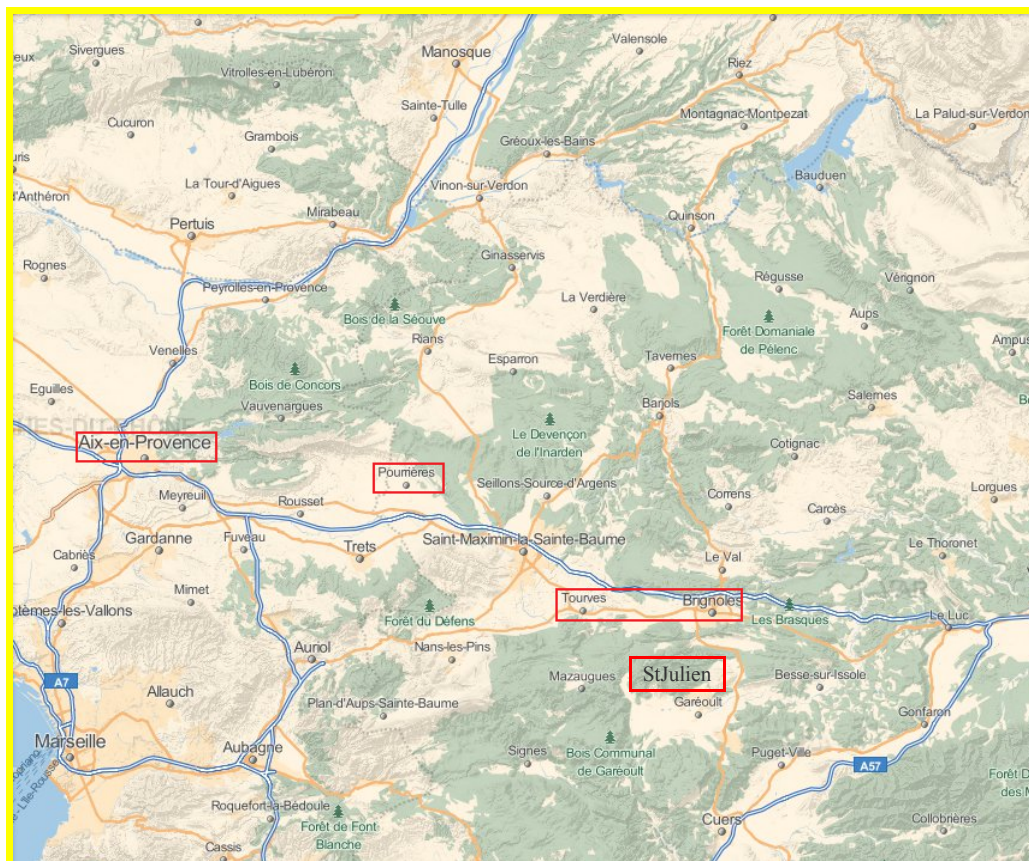 Sivergues
Manosque
Valensole
Riez
Vitrolles-en-Lubéron
Sainte-Tulle
Montagnac-Montpezat
La Palud-sur-Verdon
Cucuron
Grambois
Gréoux-les-Bains
Bauduen
d'Anthéron
La Tour-d'Aigues
Vinon-sur-Verdon
Pertuis
Mirabeau
Quinson
Rognes
Ginasservis
Régusse
Vérignon
Peyrolles-en-Provence
La Verdière
Bois de la Séouve
Aups
Forêt Domaniale
de Pélenc
Rians
Ampus
Venelles
Esparron
Tavernes
Eguilles
Bois de Concors
Salernes
Vauvenargues
Barjols
Le Devençon
de l'Inarden
Aix-en-Provence
Cotignac
Pourrières
Seillons-Source-d'Argens
Meyreuil
Rousset
Correns
Lorgues
Carcès
Gardanne
Fuveau
Trets
Saint-Maximin-la-Sainte-Baume
Cabriès
Le Val
Le Thoronet
Mimet
Tourves
Brignoles
otèmes-les-Vallons
Forêt du Défens
Les Brasques
Le Luc
Auriol
Nans-les-Pins
A7
Allauch
Mazaugues
StJulien
Besse-sur-Issole
Plan-d'Aups-Sainte-Baume
Garéoult
Gonfaron
Marseille
Aubagne
Signes
Bois Communal
de Garéoult
Puget-Ville
A57
Roquefort-la-Bédoule
Forêt de Font
Blanche
Cuers
Collobrières
Cassis